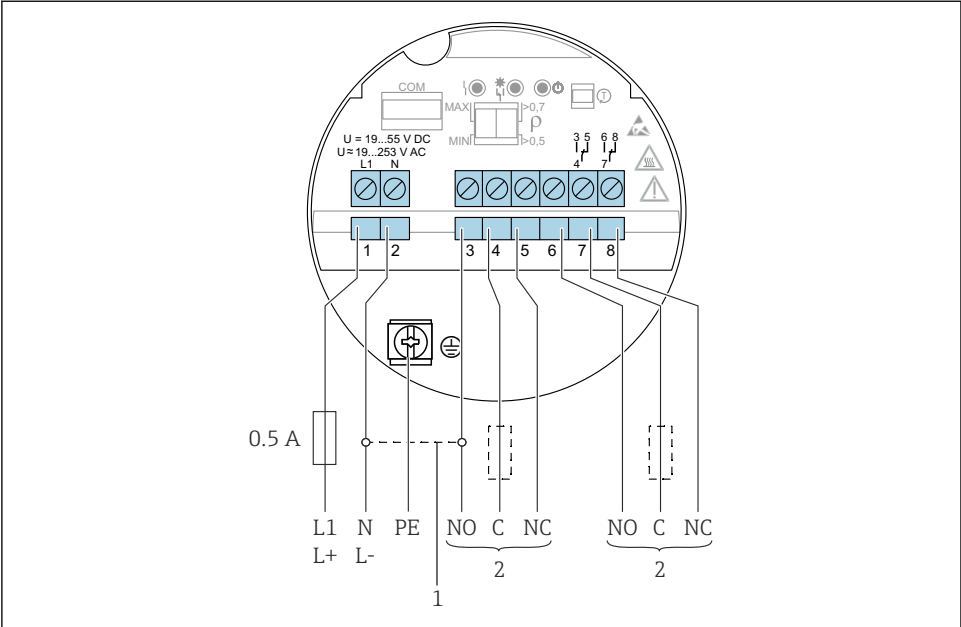 COM
MAX >0,7
ρ
MIN >0,5
U = 19...55 V DC
U≂19...253 V AC
L1 N
3 5 6 8
4 7
1 2 3 4 5 6 7 8
0.5 A
L1 N PE NO C NC NO C NC
L+ L- 2 2
1